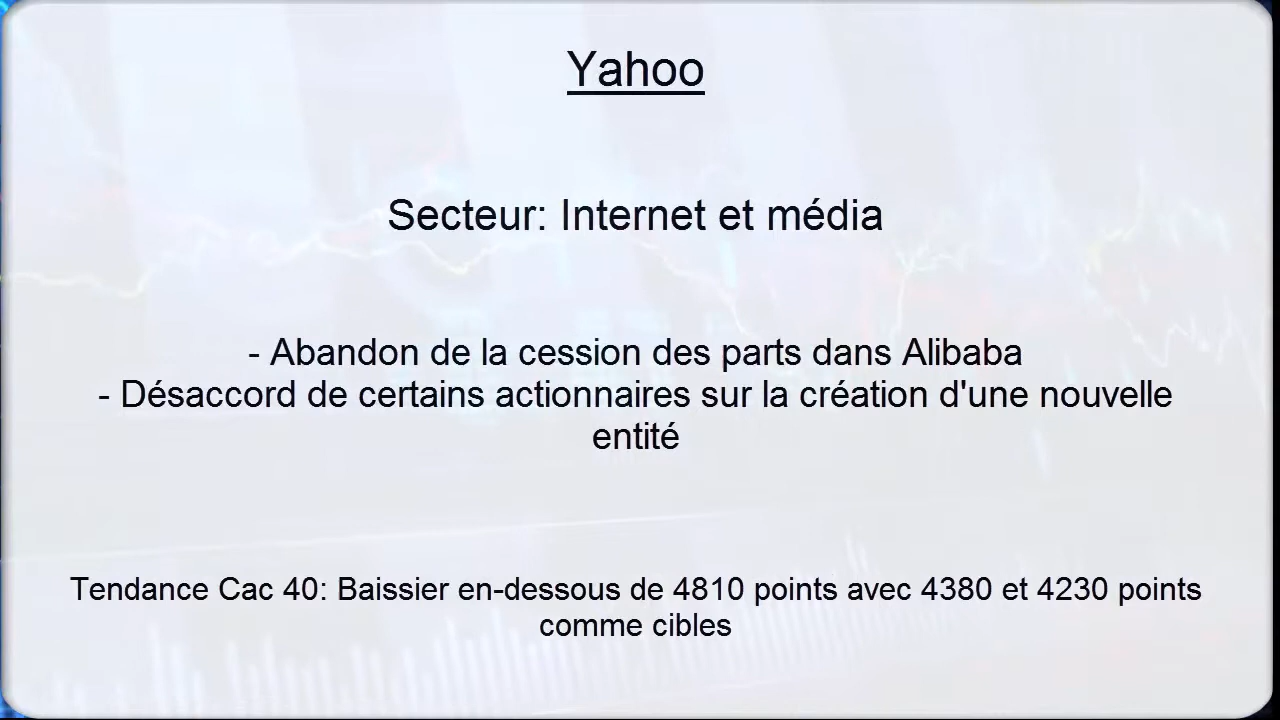 Yahoo
Secteur: Internet et média
- Abandon de la cession des parts dans Alibaba
- Désaccord de certains actionnaires sur la création d'une nouvelle
entité
Tendance Cac 40: Baissier en-dessous de 4810 points avec 4380 et 4230 points
comme cibles